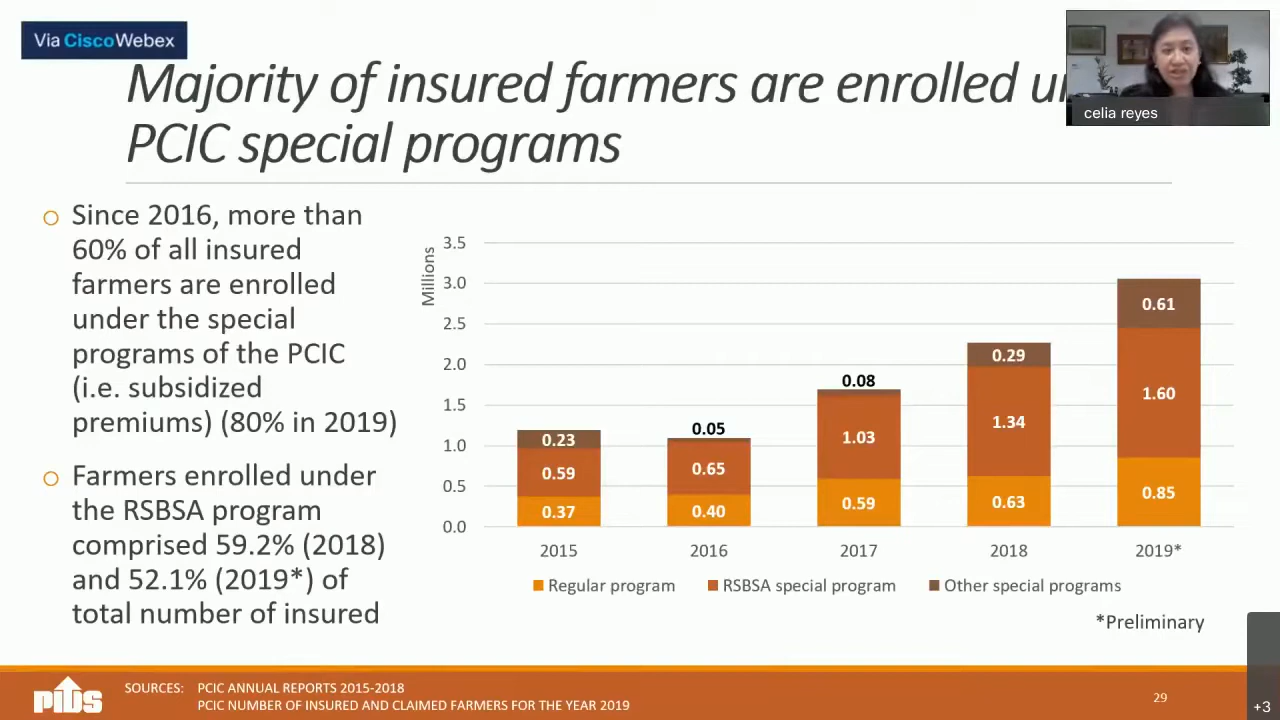 Via CiscoWebex
Majority of insured farmers are enrolled
PCIC special programs
celia reyes
o Since 2016, more than
60% of all insured
farmers are enrolled
under the special
programs of the PCIC
(i.e. subsidized
premiums) (80% in 2019)
o Farmers enrolled under
the RSBSA program
comprised 59.2% (2018)
and 52.1% (2019*) of
total number of insured
Millions
3.5
3.0
2.5
2.0
1.5
1.0
0.5
0.0
0.23
0.59
0.37
0.05
0.65
0.40
0.08
1.03
0.59
0.29
1.34
0.63
0.61
1.60
0.85
2015 2016 2017 2018 2019*
Regular program RSBSA special program Other special programs
*Preliminary
PIDS
SOURCES: PCIC ANNUAL REPORTS 2015-2018
PCIC NUMBER OF INSURED AND CLAIMED FARMERS FOR THE YEAR 2019
29
+3